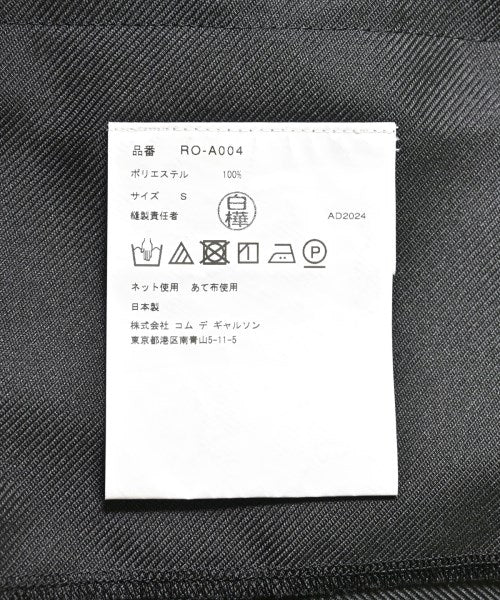 品番 RO-A004
ポリエステル 100%
サイズ S
縫製責任者 白樺 AD2024
ネット使用 あて布使用
日本製
株式会社 コム デ ギャルソン
東京都港区南青山5-11-5